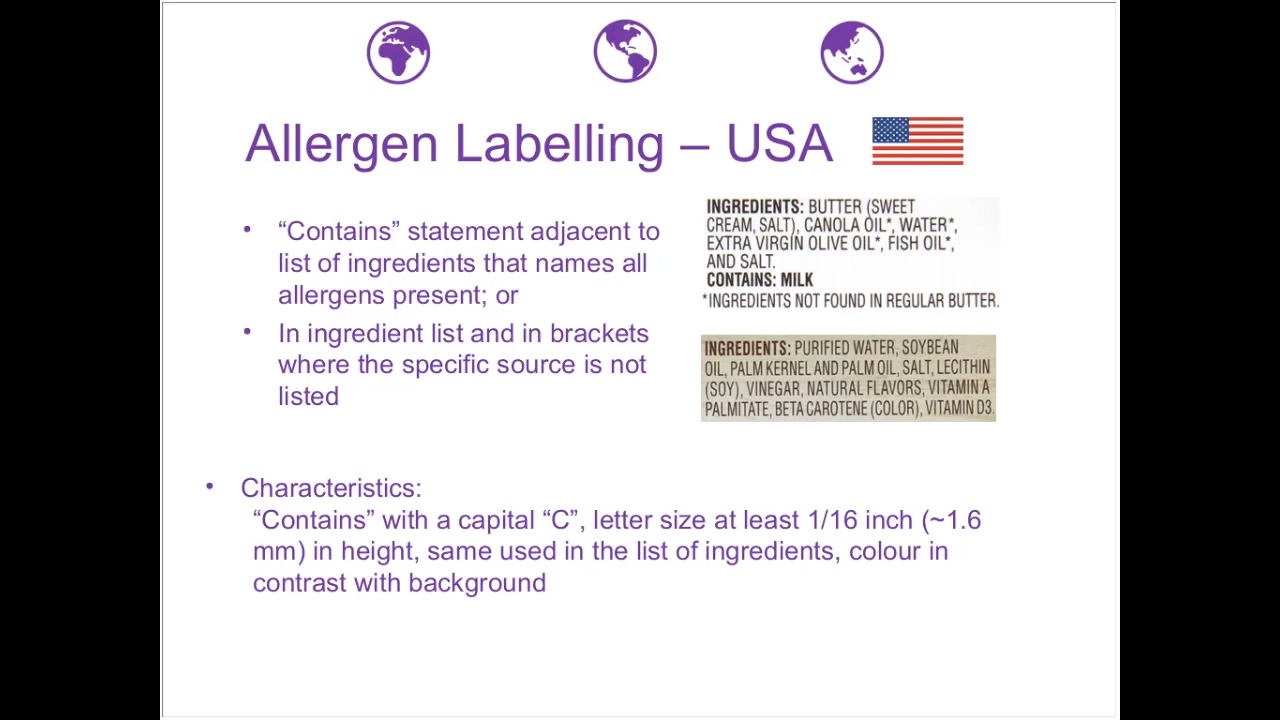 Allergen Labelling – USA
“Contains” statement adjacent to
list of ingredients that names all
allergens present; or
In ingredient list and in brackets
where the specific source is not
listed
INGREDIENTS: BUTTER (SWEET
CREAM, SALT), CANOLA OIL*, WATER*,
EXTRA VIRGIN OLIVE OIL*, FISH OIL*,
AND SALT.
CONTAINS: MILK
*INGREDIENTS NOT FOUND IN REGULAR BUTTER.
INGREDIENTS: PURIFIED WATER, SOYBEAN
OIL, PALM KERNEL AND PALM OIL, SALT, LECITHIN
(SOY), VINEGAR, NATURAL FLAVORS, VITAMIN A
PALMITATE, BETA CAROTENE (COLOR), VITAMIN D3.
Characteristics:
“Contains” with a capital “C”, letter size at least 1/16 inch (~1.6
mm) in height, same used in the list of ingredients, colour in
contrast with background